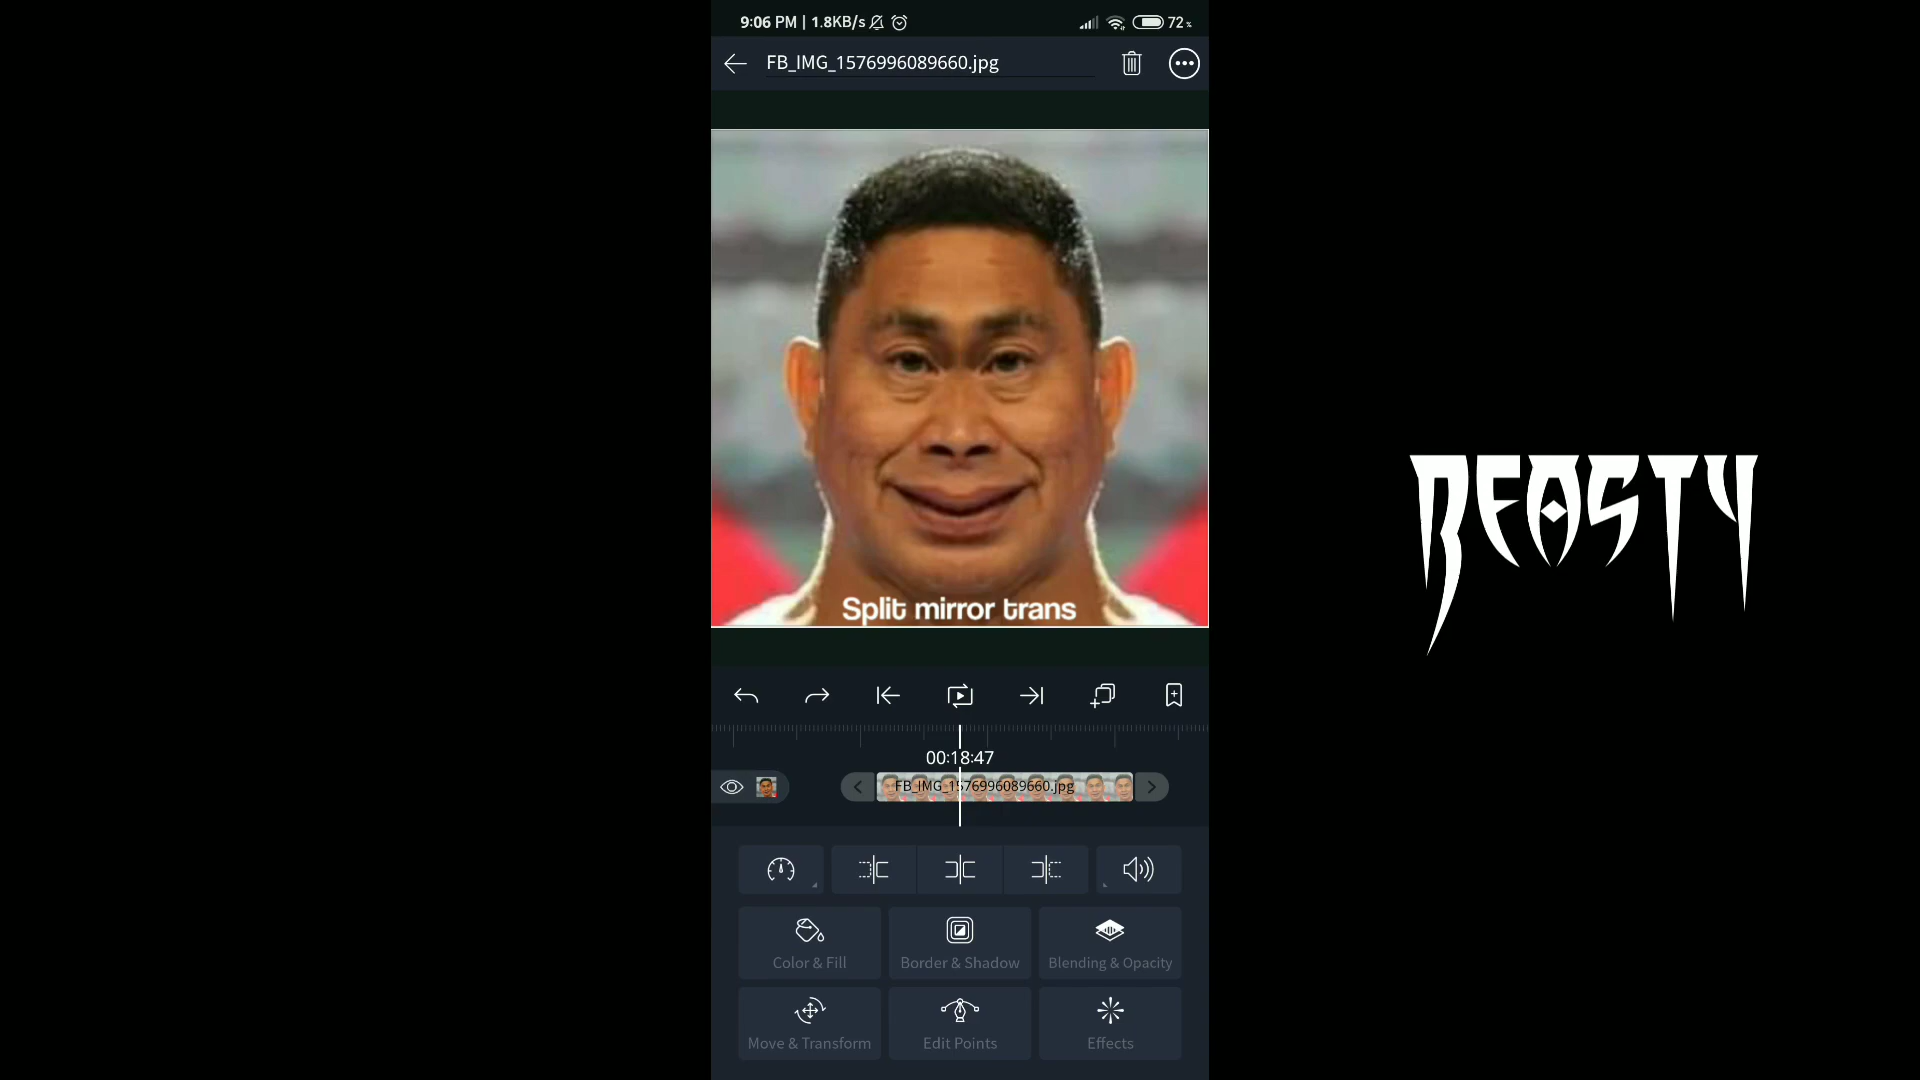 9:06 PM | 1.8KB/s
72%
FB_IMG_1576996089660.jpg
Split mirror trans
00:18:47
FB_IMG_1576996089660.jpg
Color & Fill
Border & Shadow
Blending & Opacity
Move & Transform
Edit Points
Effects
BEASTY